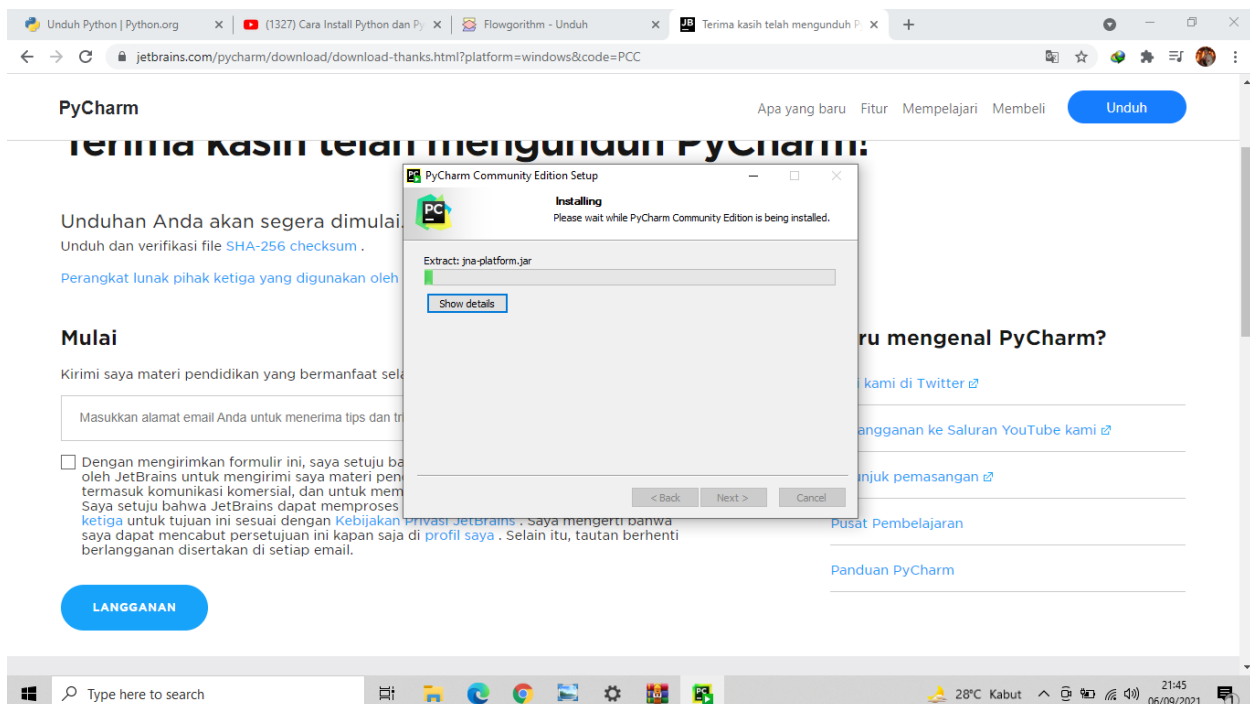 Unduh Python | Python.org
(1327) Cara Install Python dan Py
Flowgorithm - Unduh
Terima kasih telah mengunduh P
jetbrains.com/pycharm/download/download-thanks.html?platform=windows&code=PCC
PyCharm
Apa yang baru Fitur Mempelajari Membeli Unduh
Terima kasih telah mengunduh PyCharm!
PyCharm Community Edition Setup
Installing
Please wait while PyCharm Community Edition is being installed.
Extract: jna-platform.jar
Show details
< Back Next > Cancel
Unduhan Anda akan segera dimulai.
Unduh dan verifikasi file SHA-256 checksum .
Perangkat lunak pihak ketiga yang digunakan oleh
Mulai
Kirimi saya materi pendidikan yang bermanfaat sela
Masukkan alamat email Anda untuk menerima tips dan tr
Dengan mengirimkan formulir ini, saya setuju ba
oleh JetBrains untuk mengirimi saya materi pen
termasuk komunikasi komersial, dan untuk mem
Saya setuju bahwa JetBrains dapat memproses
ketiga untuk tujuan ini sesuai dengan Kebijakan Privasi JetBrains . Saya mengerti bahwa
saya dapat mencabut persetujuan ini kapan saja di profil saya . Selain itu, tautan berhenti
berlangganan disertakan di setiap email.
LANGGANAN
ru mengenal PyCharm?
i kami di Twitter
angganan ke Saluran YouTube kami
unjuk pemasangan
Pusat Pembelajaran
Panduan PyCharm
Type here to search
28°C Kabut
21:45
06/09/2021